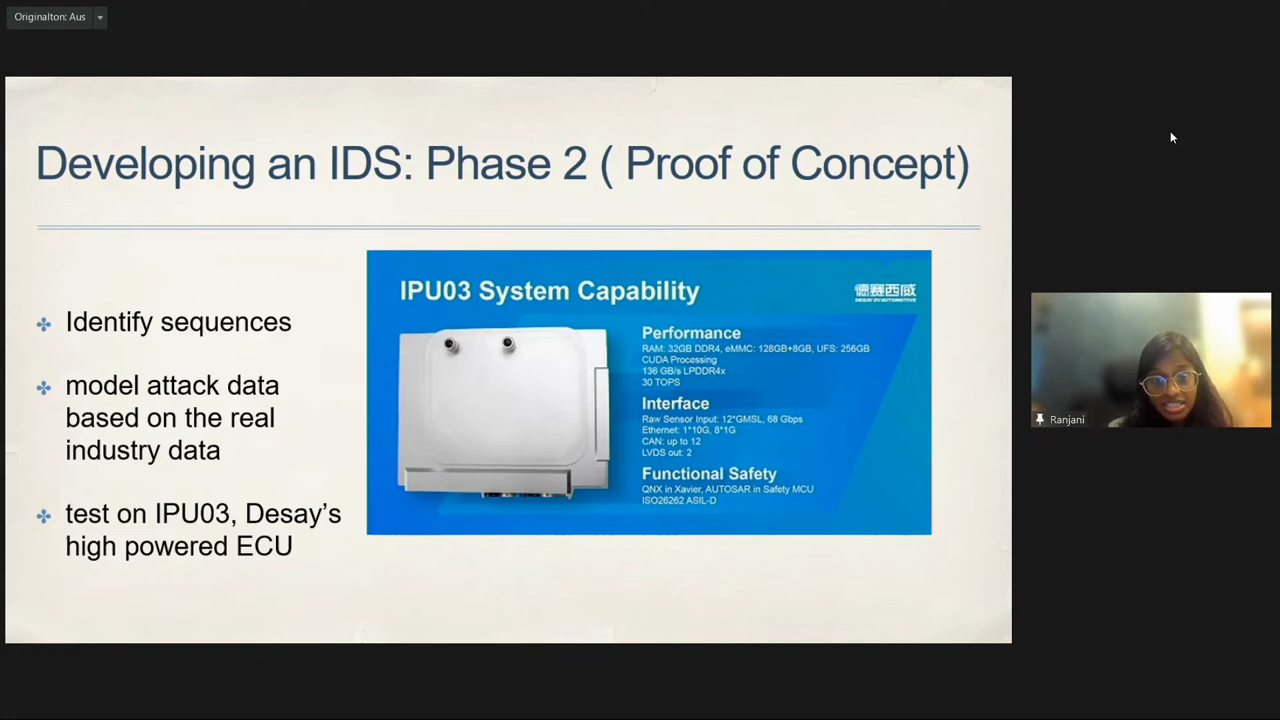 Originalton: Aus
Developing an IDS: Phase 2 ( Proof of Concept)
Identify sequences
model attack data
based on the real
industry data
test on IPU03, Desay’s
high powered ECU
IPU03 System Capability
德赛西威
DESAY SV AUTOMOTIVE
Performance
RAM: 32GB DDR4, eMMC: 128GB+8GB, UFS: 256GB
CUDA Processing
136 GB/s LPDDR4x
30 TOPS
Interface
Raw Sensor Input: 12*GMSL, 68 Gbps
Ethernet: 1*10G, 8*1G
CAN: up to 12
LVDS out: 2
Functional Safety
QNX in Xavier, AUTOSAR in Safety MCU
ISO26262 ASIL-D
Ranjani